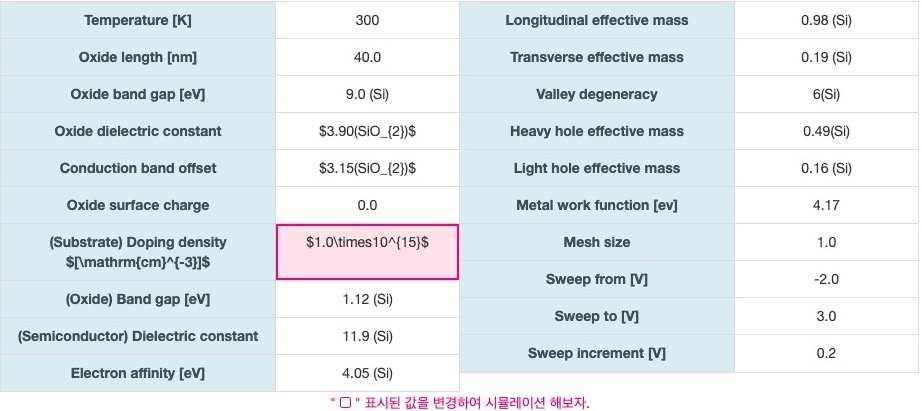 Temperature [K] 300
Oxide length [nm] 40.0
Oxide band gap [eV] 9.0 (Si)
Oxide dielectric constant $3.90(SiO_{2})$
Conduction band offset $3.15(SiO_{2})$
Oxide surface charge 0.0
(Substrate) Doping density
$[\mathrm{cm}^{-3}]$ $1.0\times10^{15}$
(Oxide) Band gap [eV] 1.12 (Si)
(Semiconductor) Dielectric constant 11.9 (Si)
Electron affinity [eV] 4.05 (Si)
Longitudinal effective mass 0.98 (Si)
Transverse effective mass 0.19 (Si)
Valley degeneracy 6(Si)
Heavy hole effective mass 0.49(Si)
Light hole effective mass 0.16 (Si)
Metal work function [ev] 4.17
Mesh size 1.0
Sweep from [V] -2.0
Sweep to [V] 3.0
Sweep increment [V] 0.2
" ▢ " 표시된 값을 변경하여 시뮬레이션 해보자.